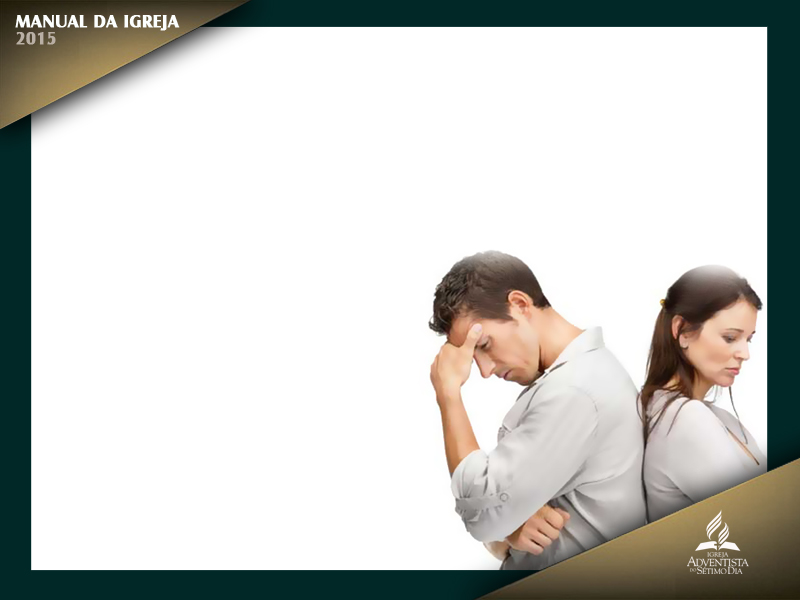 MANUAL DA IGREJA
2015
IGREJA
ADVENTISTA
DO SÉTIMO DIA